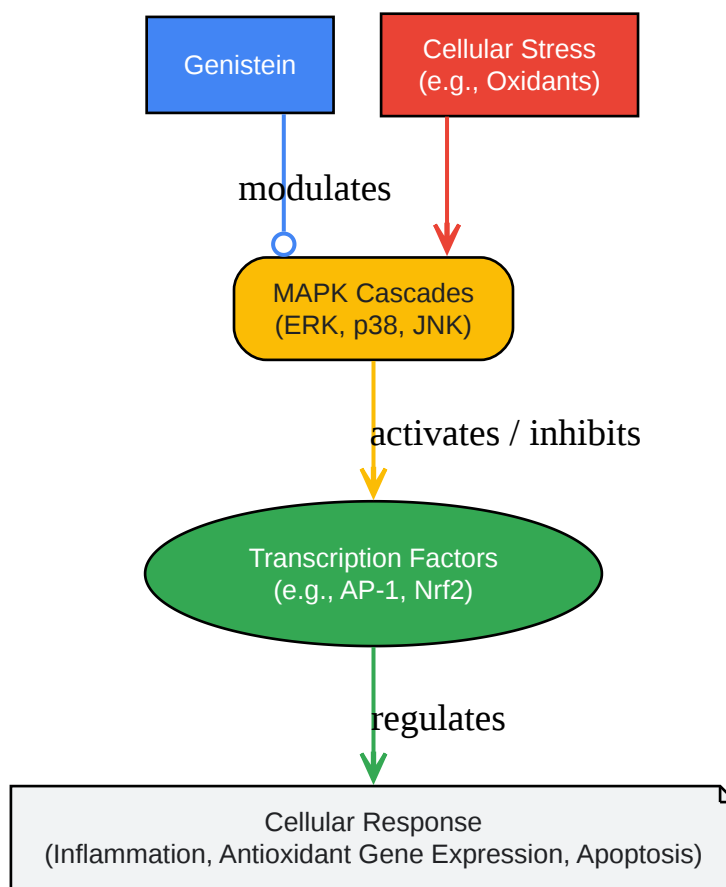 Genistein
Cellular Stress
(e.g., Oxidants)
modulates
MAPK Cascades
(ERK, p38, JNK)
activates / inhibits
Transcription Factors
(e.g., AP-1, Nrf2)
regulates
Cellular Response
(Inflammation, Antioxidant Gene Expression, Apoptosis)